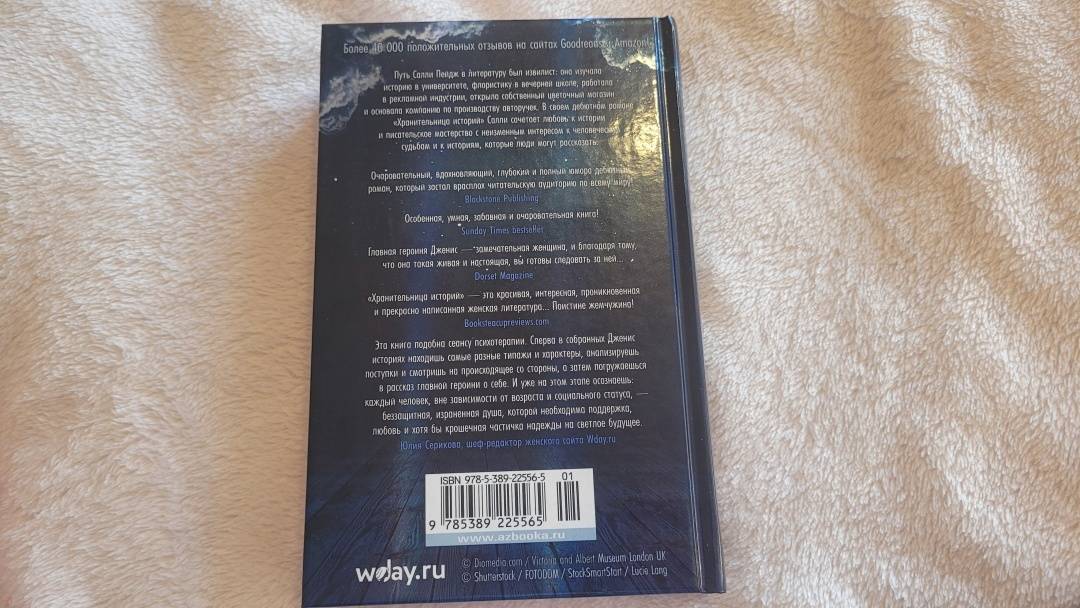 Более 40 000 положительных отзывов на сайтах Goodreads и Amazon!
Путь Салли Пейдж в литературу был извилист: она изучала
историю в университете, флористику в вечерней школе, работала
в рекламной индустрии, открыла собственный цветочный магазин
и основала компанию по производству авторучек. В своем дебютном романе
«Хранительница историй» Салли сочетает любовь к истории
и писательское мастерство с неизменным интересом к человеческим
судьбам и к историям, которые люди могут рассказать.
Очаровательный, вдохновляющий, глубокий и полный юмора дебютный
роман, который застал врасплох читательскую аудиторию по всему миру!
Blackstone Publishing
Особенная, умная, забавная и очаровательная книга!
Sunday Times bestseller
Главная героиня Дженис — замечательная женщина, и благодаря тому,
что она такая живая и настоящая, вы готовы следовать за ней...
Dorset Magazine
«Хранительница историй» — это красивая, интересная, проникновенная
и прекрасно написанная женская литература... Поистине жемчужина!
Booksteacupreviews.com
Эта книга подобна сеансу психотерапии. Сперва в собранных Дженис
историях находишь самые разные типажи и характеры, анализируешь
поступки и смотришь на происходящее со стороны, а затем погружаешься
в рассказ главной героини о себе. И уже на этом этапе осознаешь:
каждый человек, вне зависимости от возраста и социального статуса, —
беззащитная, израненная душа, которой необходима поддержка,
любовь и хотя бы крошечная частичка надежды на светлое будущее.
Юлия Серикова, шеф-редактор женского сайта Wday.ru
ISBN 978-5-389-22556-5 01
9 785389 225565
www.azbooka.ru
wday.ru
© Diomedia.com / Victoria and Albert Museum London UK
© Shutterstock / FOTODOM / StockSmartStart / Lucie Lang